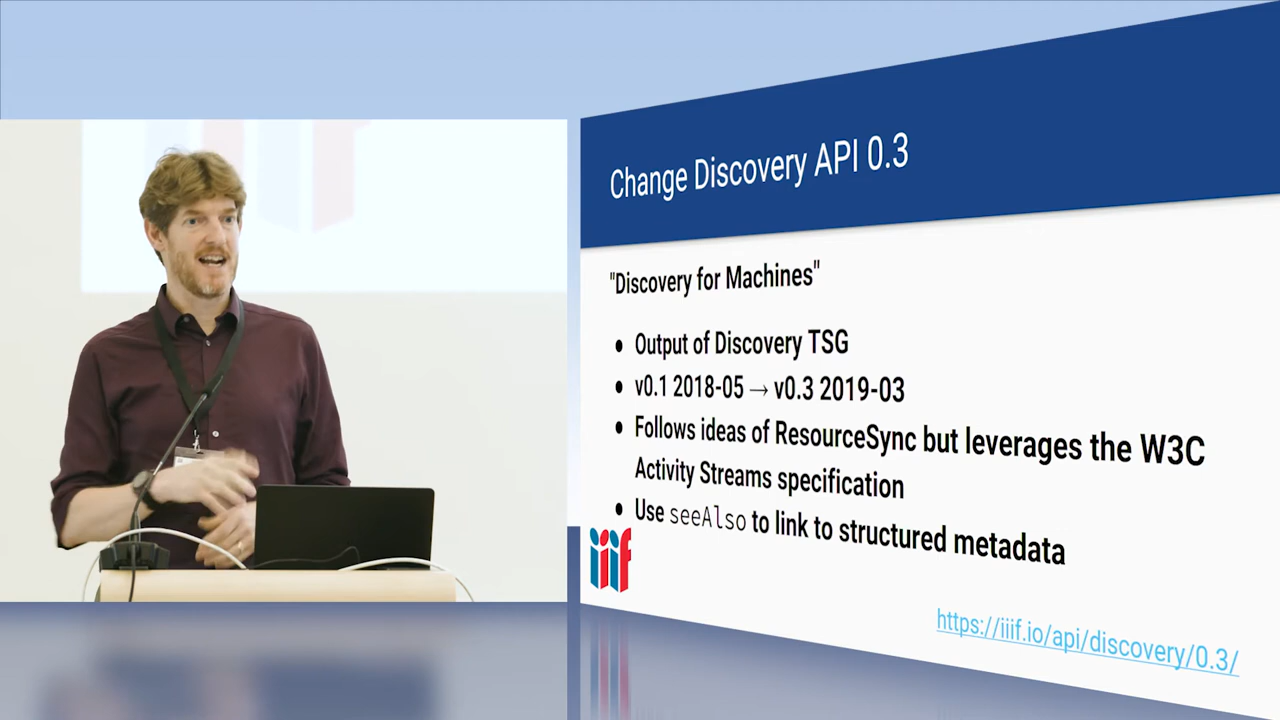 Change Discovery API 0.3
"Discovery for Machines"
• Output of Discovery TSG
• v0.1 2018-05 → v0.3 2019-03
• Follows ideas of ResourceSync but leverages the W3C
Activity Streams specification
• Use seeAlso to link to structured metadata
iiif
https://iiif.io/api/discovery/0.3/